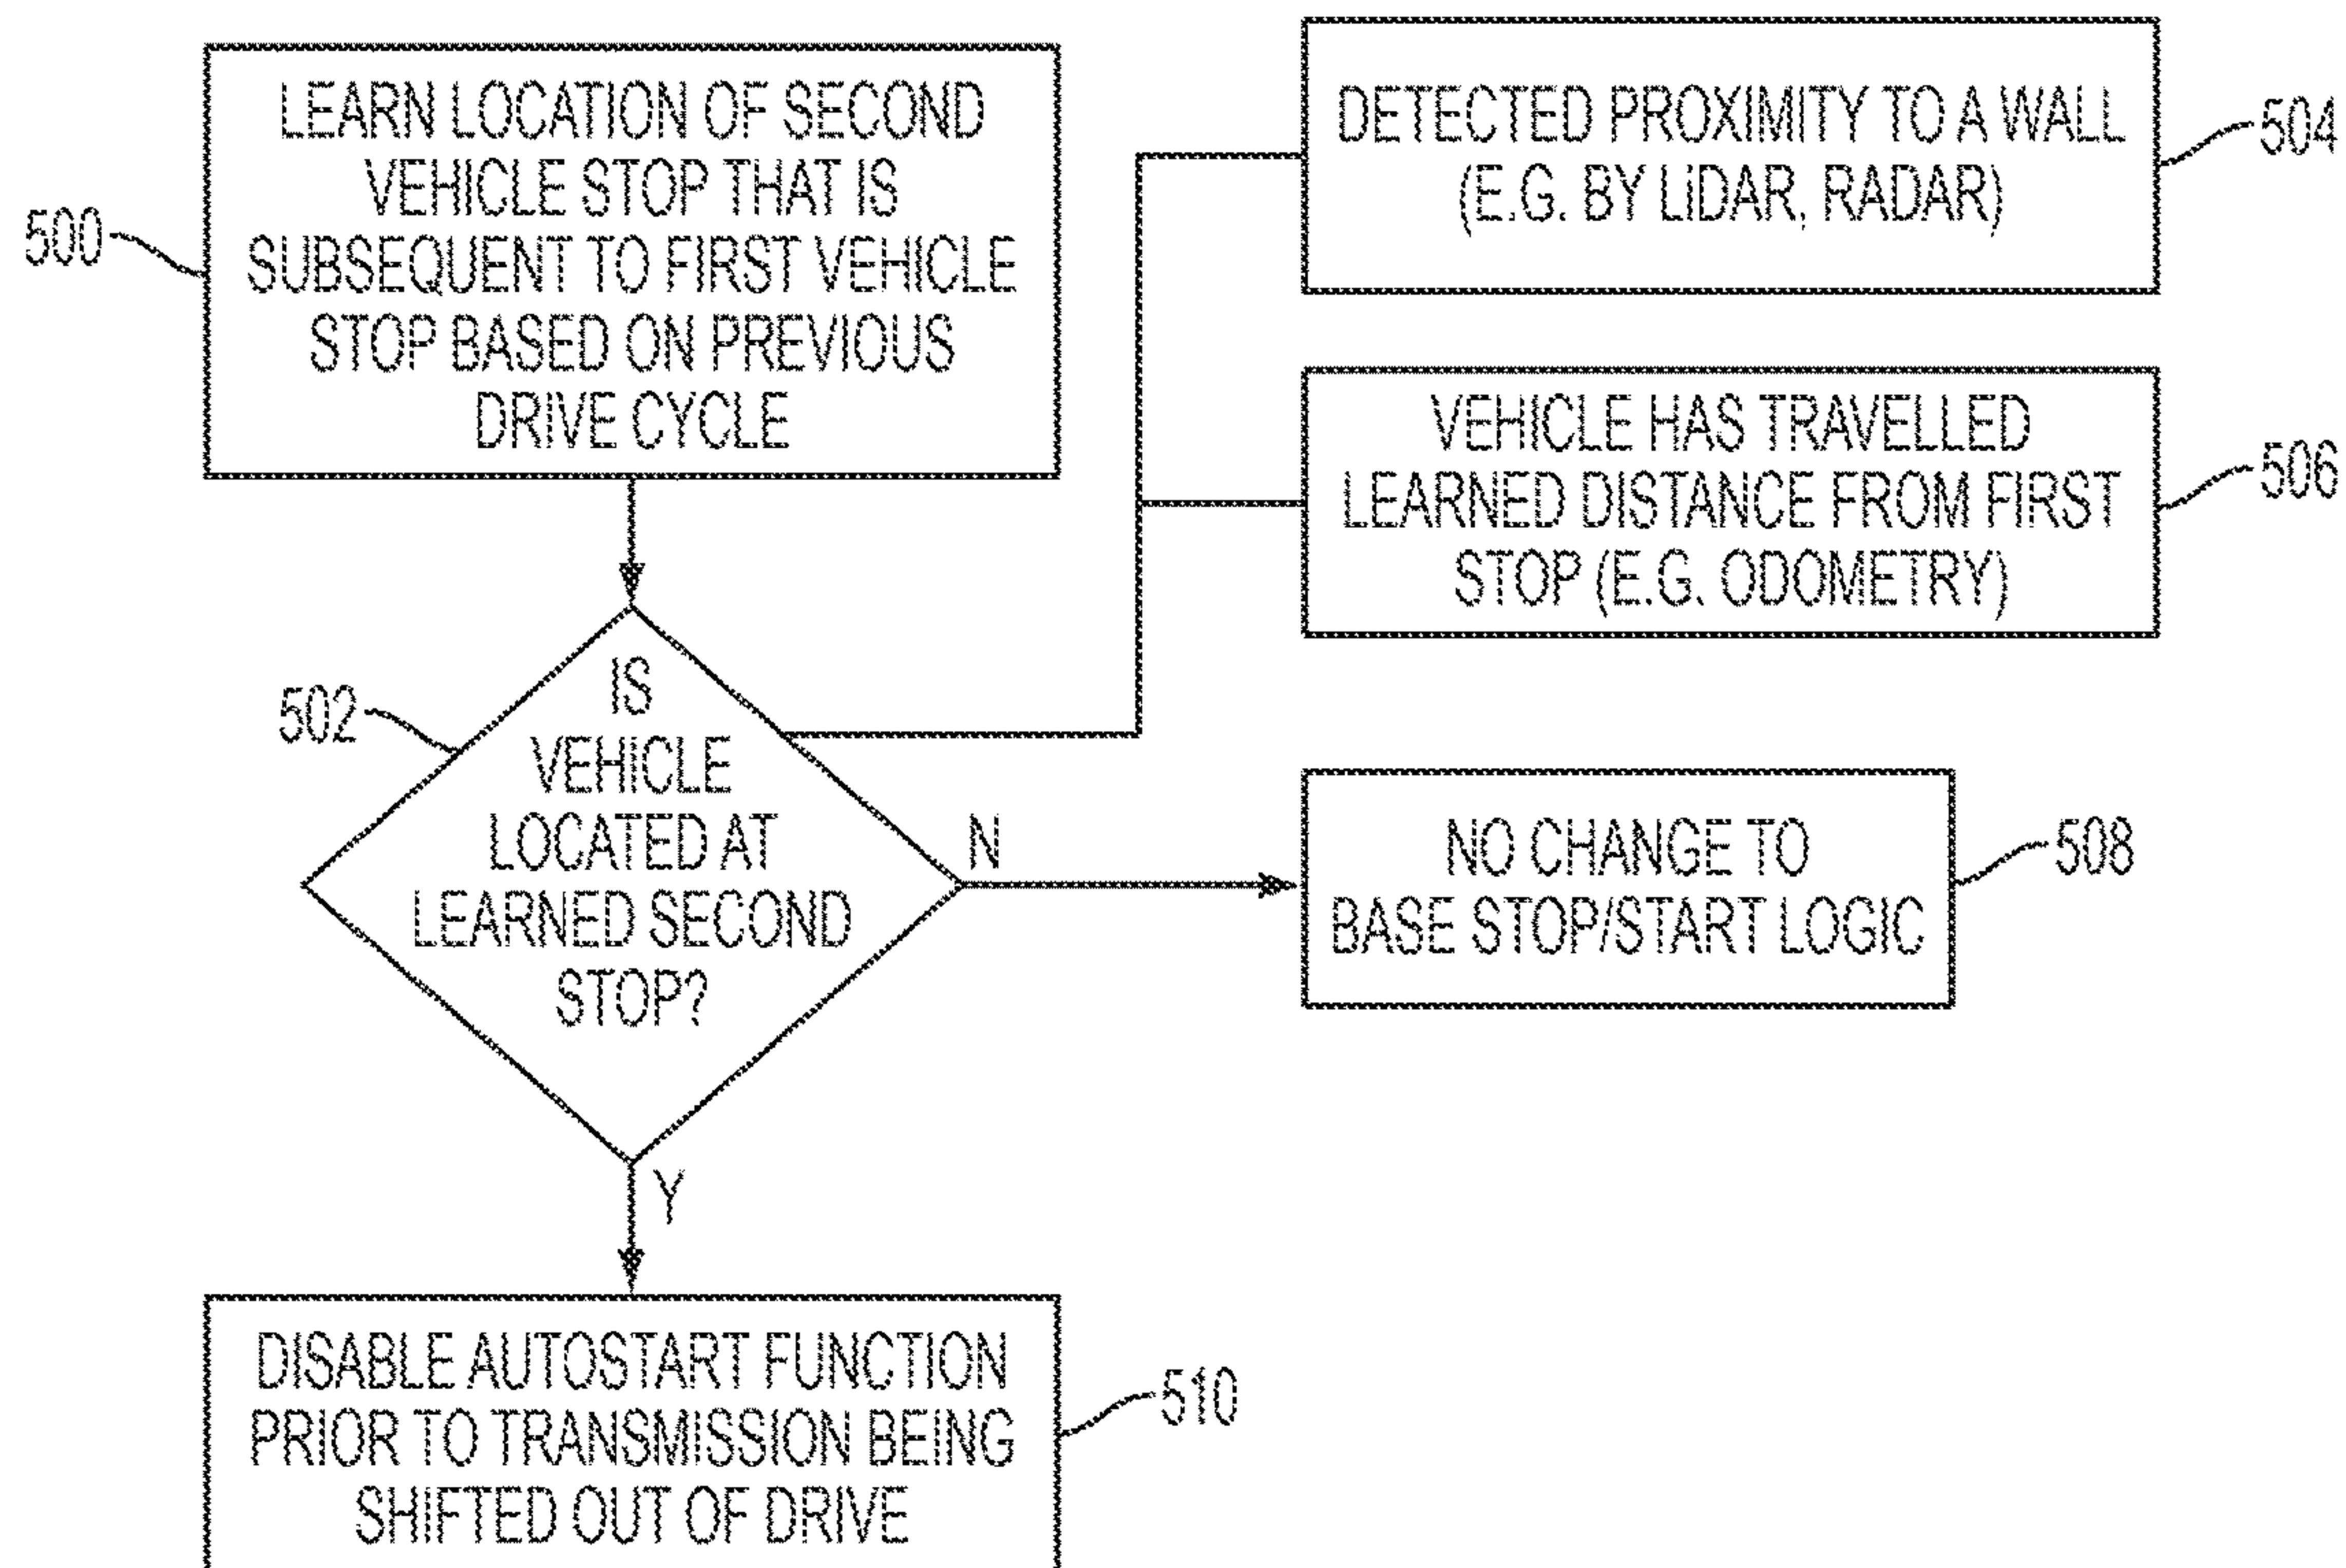 500
LEARN LOCATION OF SECOND
VEHICLE STOP THAT IS
SUBSEQUENT TO FIRST VEHICLE
STOP BASED ON PREVIOUS
DRIVE CYCLE
DETECTED PROXIMITY TO A WALL
(E.G. BY LiDAR, RADAR)
504
VEHICLE HAS TRAVELLED
LEARNED DISTANCE FROM FIRST
STOP (E.G. ODOMETRY)
506
502
IS
VEHICLE
LOCATED AT
LEARNED SECOND
STOP?
N
NO CHANGE TO
BASE STOP/START LOGIC
508
Y
DISABLE AUTOSTART FUNCTION
PRIOR TO TRANSMISSION BEING
SHIFTED OUT OF DRIVE
510